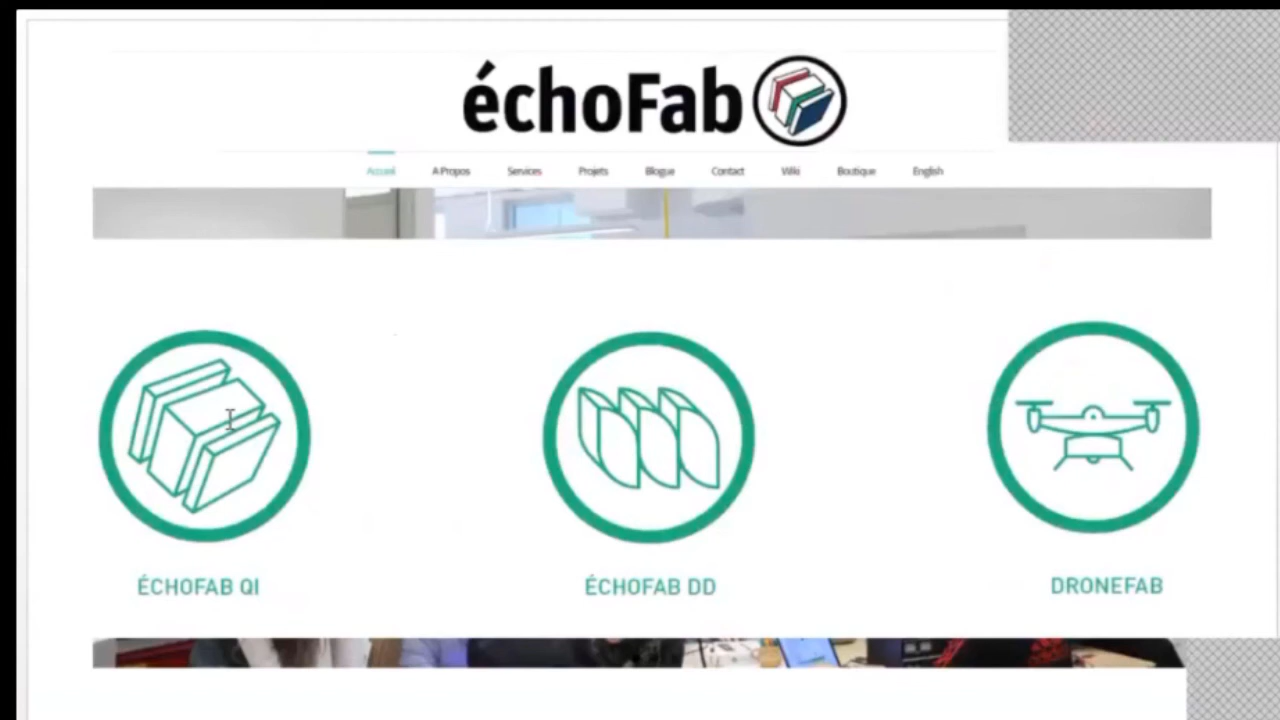 échoFab
Accueil A Propos Services Projets Blogue Contact Wiki Boutique English
ÉCHOFAB QI ÉCHOFAB DD DRONEFAB